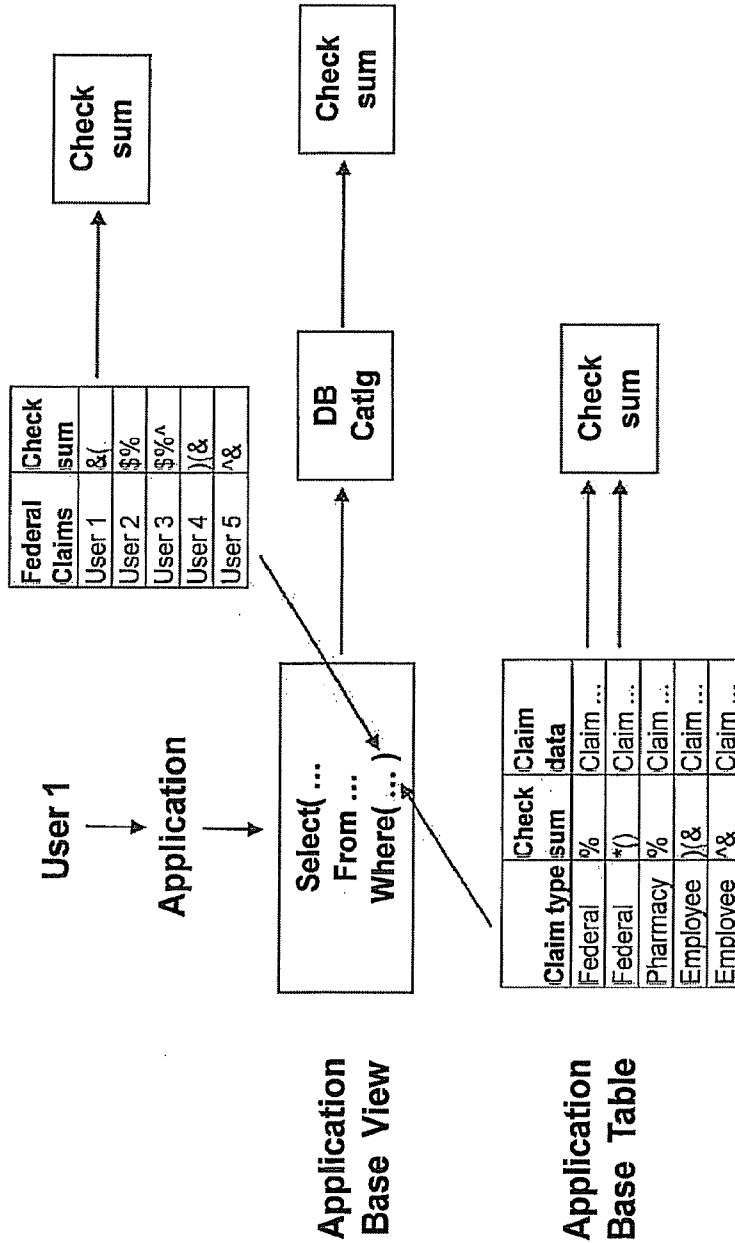 User 1
Application
Federal Claims Check sum
User 1 &(.
User 2 $%
User 3 $%^
User 4 )(&
User 5 ^&
Check
sum
Application
Base View
Select( ...
From ...
Where( ... )
DB
Catlg
Check
sum
Application
Base Table
Claim type Check sum Claim data
Federal % Claim ...
Federal *() Claim ...
Pharmacy % Claim ...
Employee )(& Claim ...
Employee ^& Claim ...
Check
sum